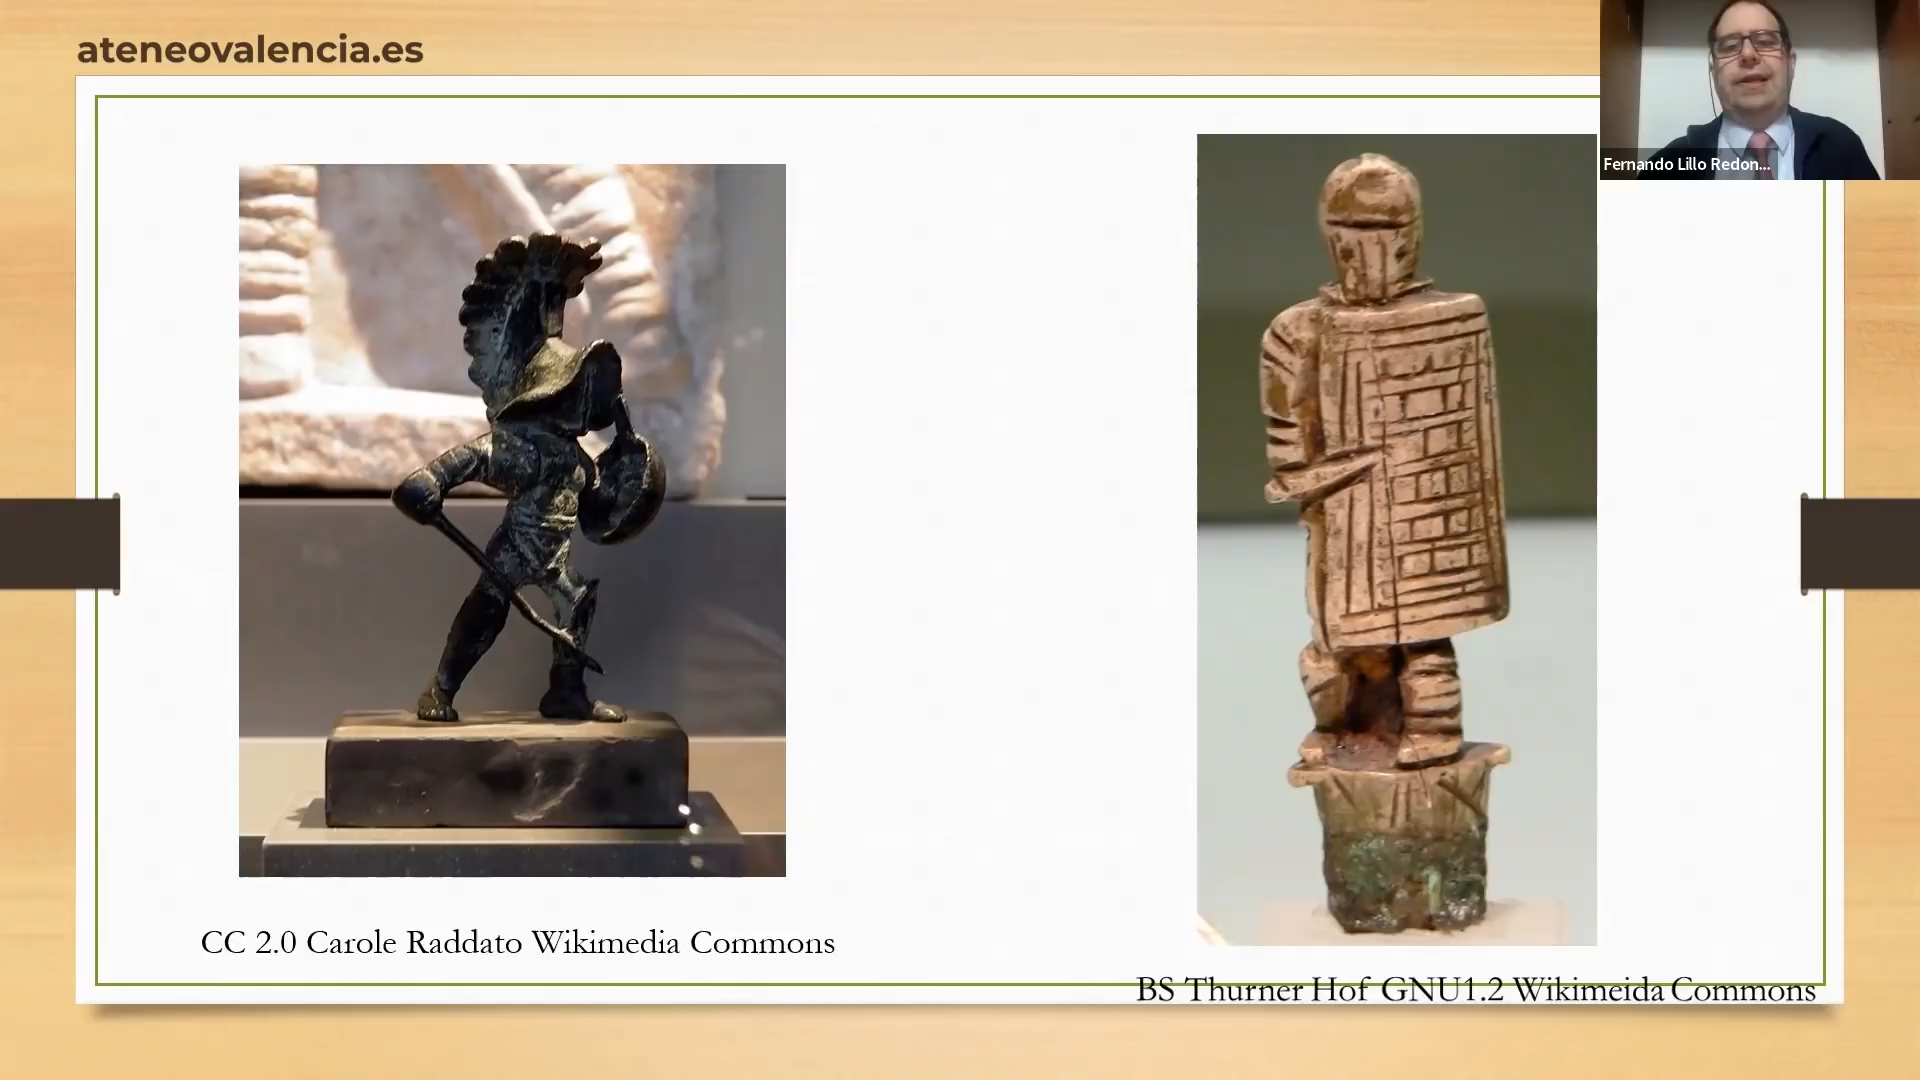 ateneovalencia.es
Fernando Lillo Redon...
CC 2.0 Carole Raddato Wikimedia Commons
BS Thurner Hof GNU1.2 Wikimeida Commons